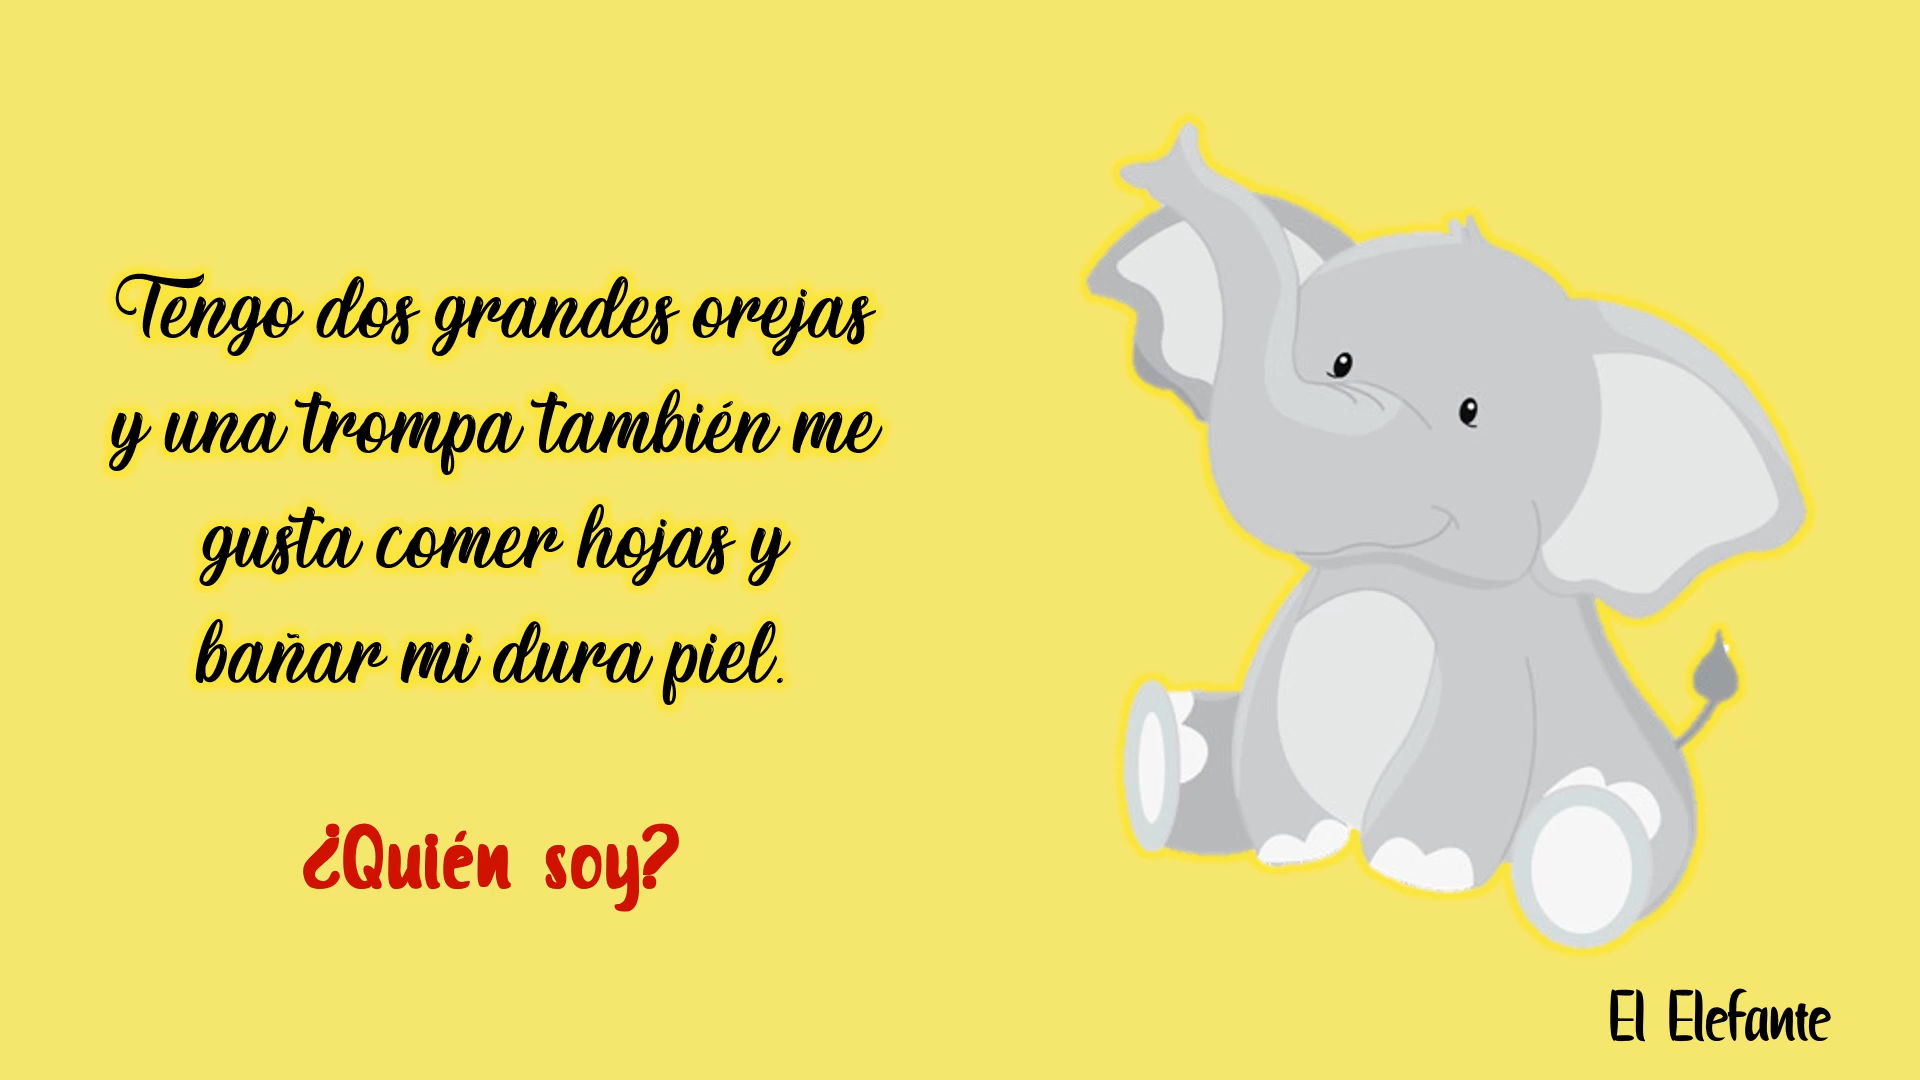 Tengo dos grandes orejas
y una trompa también me
gusta comer hojas y
bañar mi dura piel.
¿Quién soy?
El Elefante